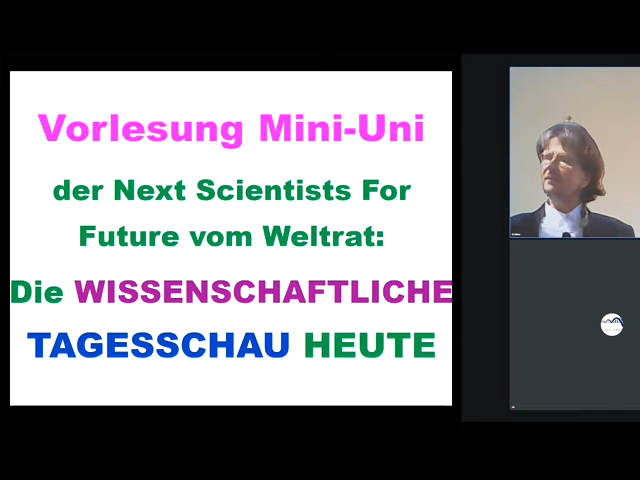 Vorlesung Mini-Uni
der Next Scientists For
Future vom Weltrat:
Die WISSENSCHAFTLICHE
TAGESSCHAU HEUTE